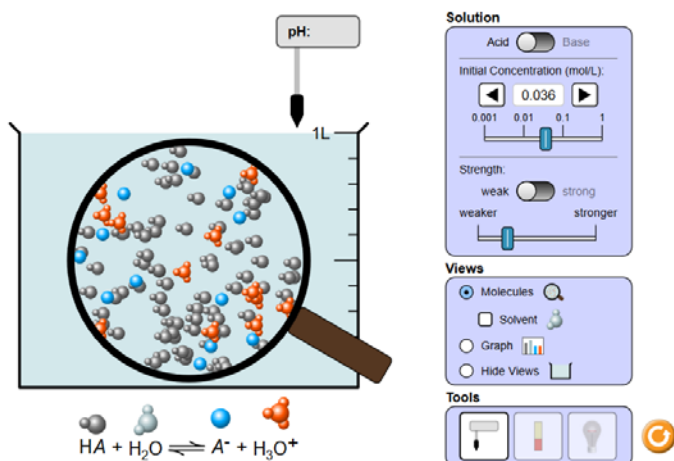 pH:
1L
HA + H₂O ⇌ A⁻ + H₃O⁺
Solution
Acid Base
Initial Concentration (mol/L):
0.036
0.001 0.01 0.1 1
Strength:
weak strong
weaker stronger
Views
Molecules
Solvent
Graph
Hide Views
Tools